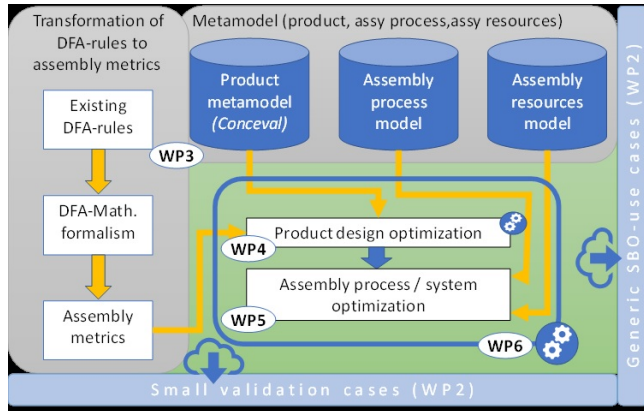 Transformation of
DFA-rules to
assembly metrics
Metamodel (product, assy process,assy resources)
Product
metamodel
(Conceval)
Assembly
process
model
Assembly
resources
model
Existing
DFA-rules
WP3
DFA-Math.
formalism
Assembly
metrics
Product design optimization
WP4
Assembly process / system
optimization
WP5
WP6
Small validation cases (WP2)
Generic SBO-use cases (WP2)